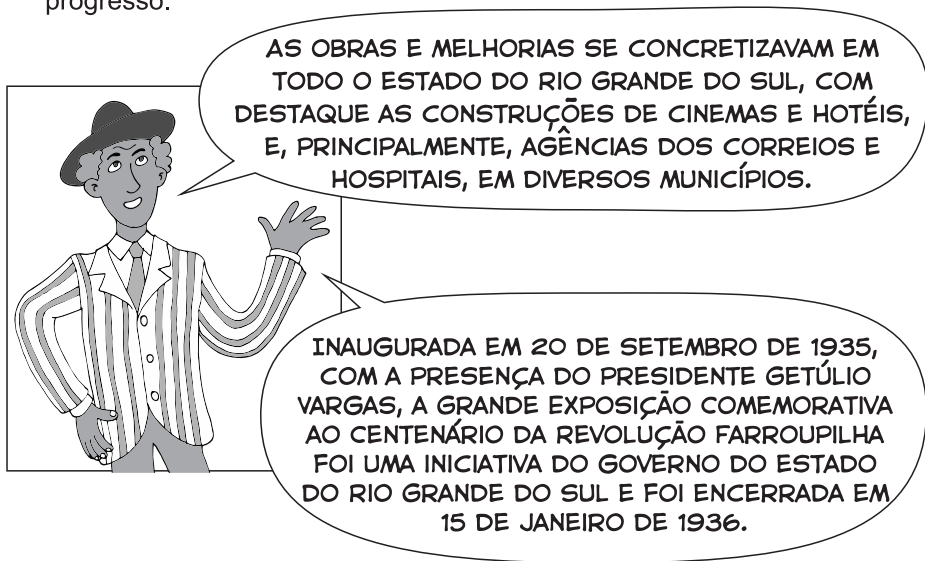 progresso.
AS OBRAS E MELHORIAS SE CONCRETIZAVAM EM
TODO O ESTADO DO RIO GRANDE DO SUL, COM
DESTAQUE AS CONSTRUÇÕES DE CINEMAS E HOTÉIS,
E, PRINCIPALMENTE, AGÊNCIAS DOS CORREIOS E
HOSPITAIS, EM DIVERSOS MUNICÍPIOS.
INAUGURADA EM 20 DE SETEMBRO DE 1935,
COM A PRESENÇA DO PRESIDENTE GETÚLIO
VARGAS, A GRANDE EXPOSIÇÃO COMEMORATIVA
AO CENTENÁRIO DA REVOLUÇÃO FARROUPILHA
FOI UMA INICIATIVA DO GOVERNO DO ESTADO
DO RIO GRANDE DO SUL E FOI ENCERRADA EM
15 DE JANEIRO DE 1936.